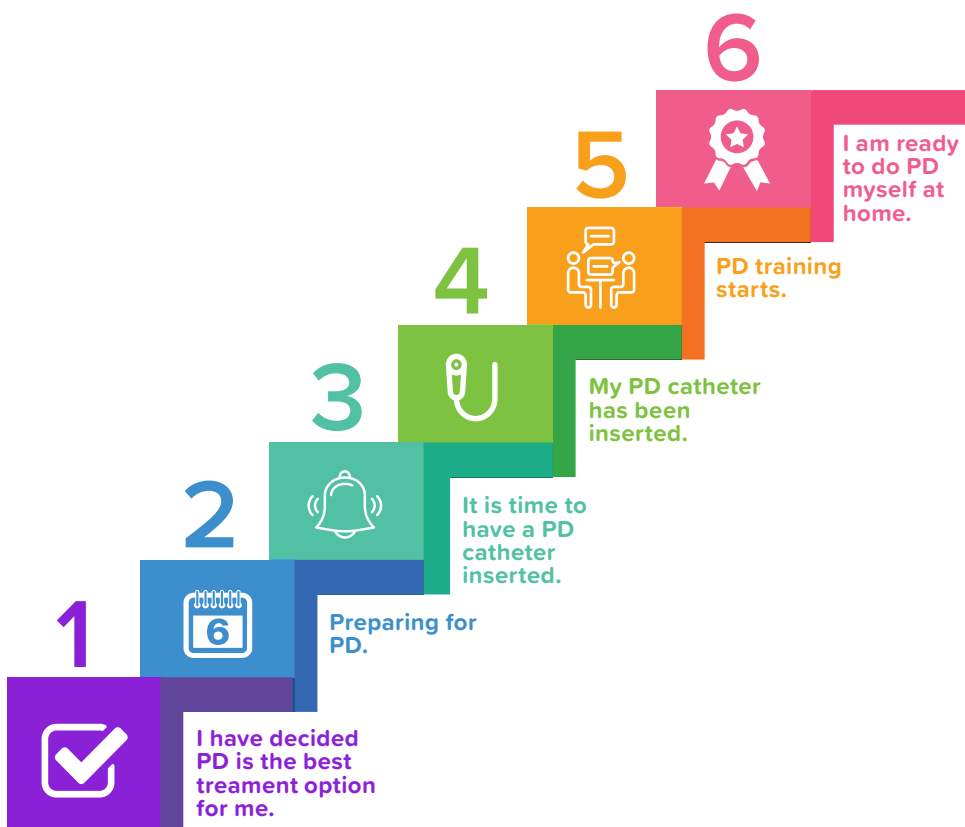 1
I have decided
PD is the best
treament option
for me.
2
6
Preparing for
PD.
3
It is time to
have a PD
catheter
inserted.
4
My PD catheter
has been
inserted.
5
PD training
starts.
6
I am ready
to do PD
myself at
home.